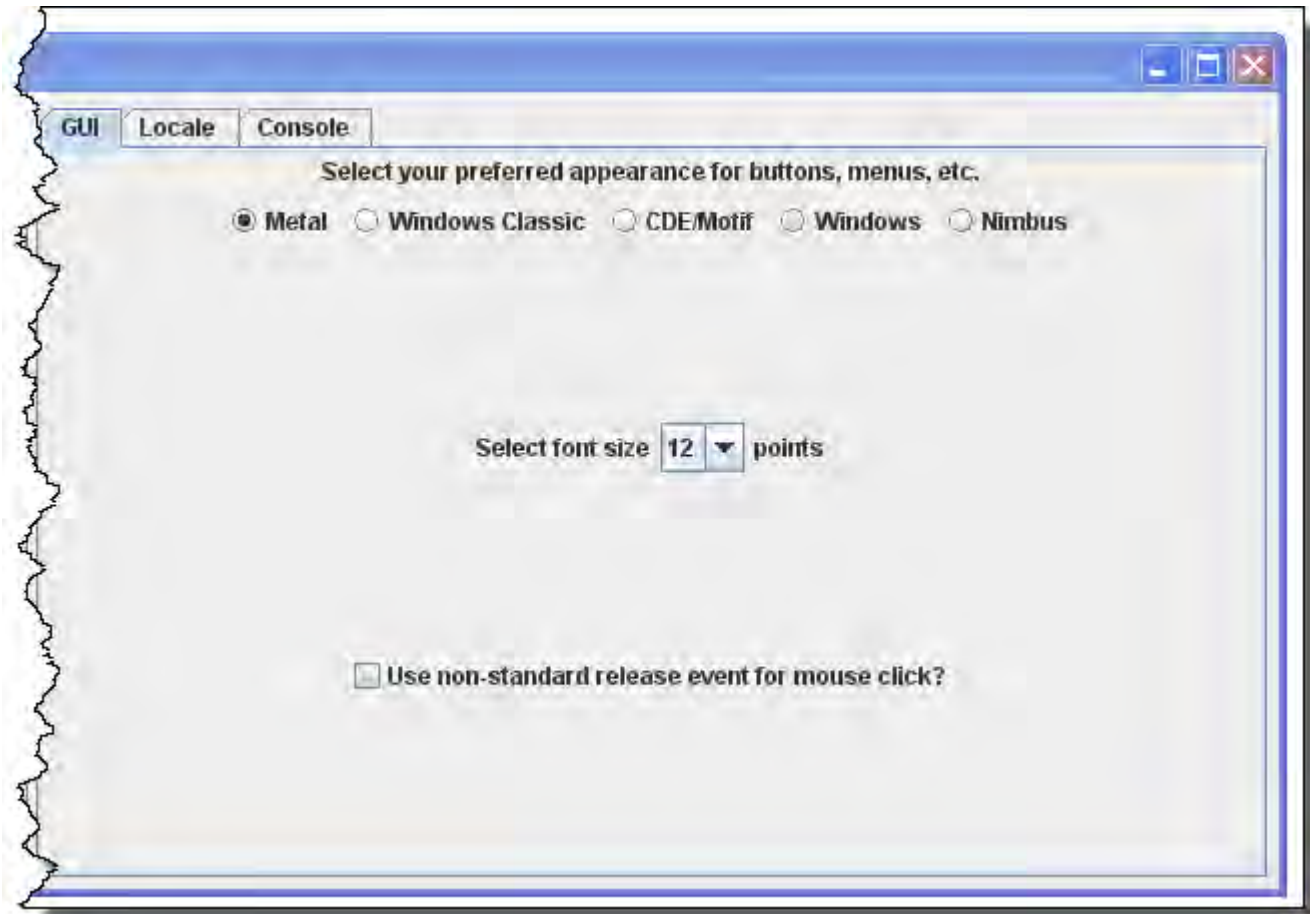 GUI Locale Console
Select your preferred appearance for buttons, menus, etc.
Metal Windows Classic CDE/Motif Windows Nimbus
Select font size 12 points
Use non-standard release event for mouse click?